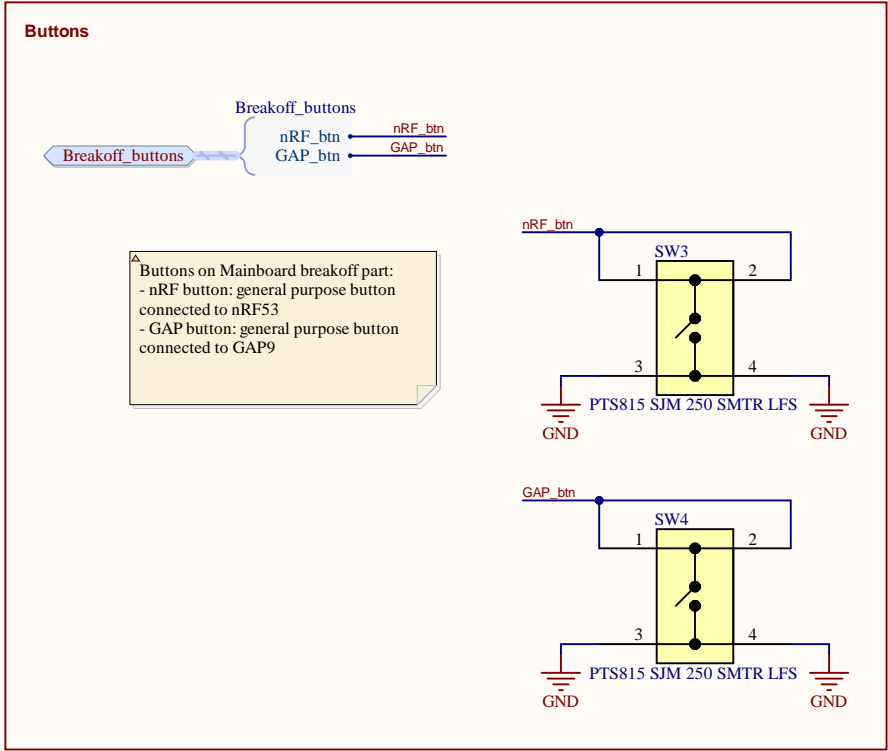 Buttons
Breakoff_buttons
nRF_btn nRF_btn
Breakoff_buttons GAP_btn GAP_btn
Buttons on Mainboard breakoff part:
- nRF button: general purpose button
connected to nRF53
- GAP button: general purpose button
connected to GAP9
nRF_btn
SW3
1 2
3 4
PTS815 SJM 250 SMTR LFS
GND GND
GAP_btn
SW4
1 2
3 4
PTS815 SJM 250 SMTR LFS
GND GND